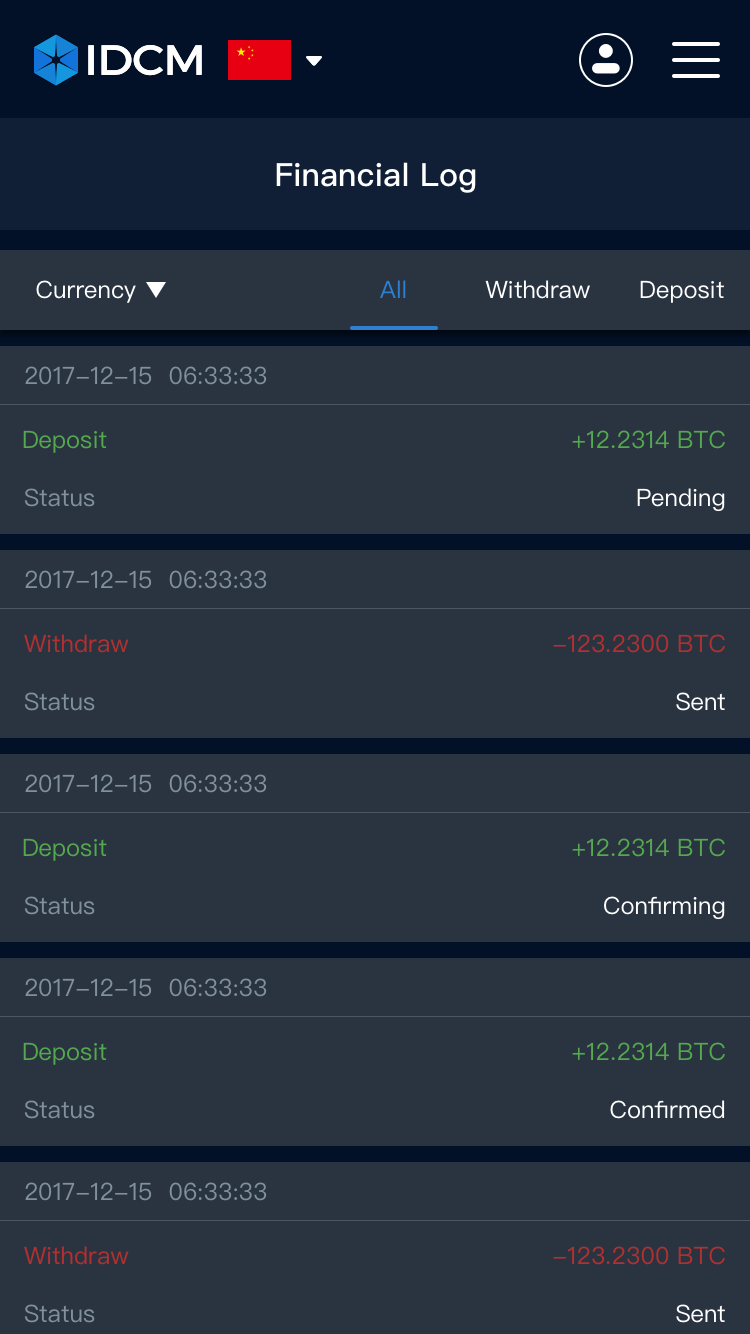 IDCM
Financial Log
Currency ▼ All Withdraw Deposit
2017-12-15 06:33:33
Deposit +12.2314 BTC
Status Pending
2017-12-15 06:33:33
Withdraw -123.2300 BTC
Status Sent
2017-12-15 06:33:33
Deposit +12.2314 BTC
Status Confirming
2017-12-15 06:33:33
Deposit +12.2314 BTC
Status Confirmed
2017-12-15 06:33:33
Withdraw -123.2300 BTC
Status Sent